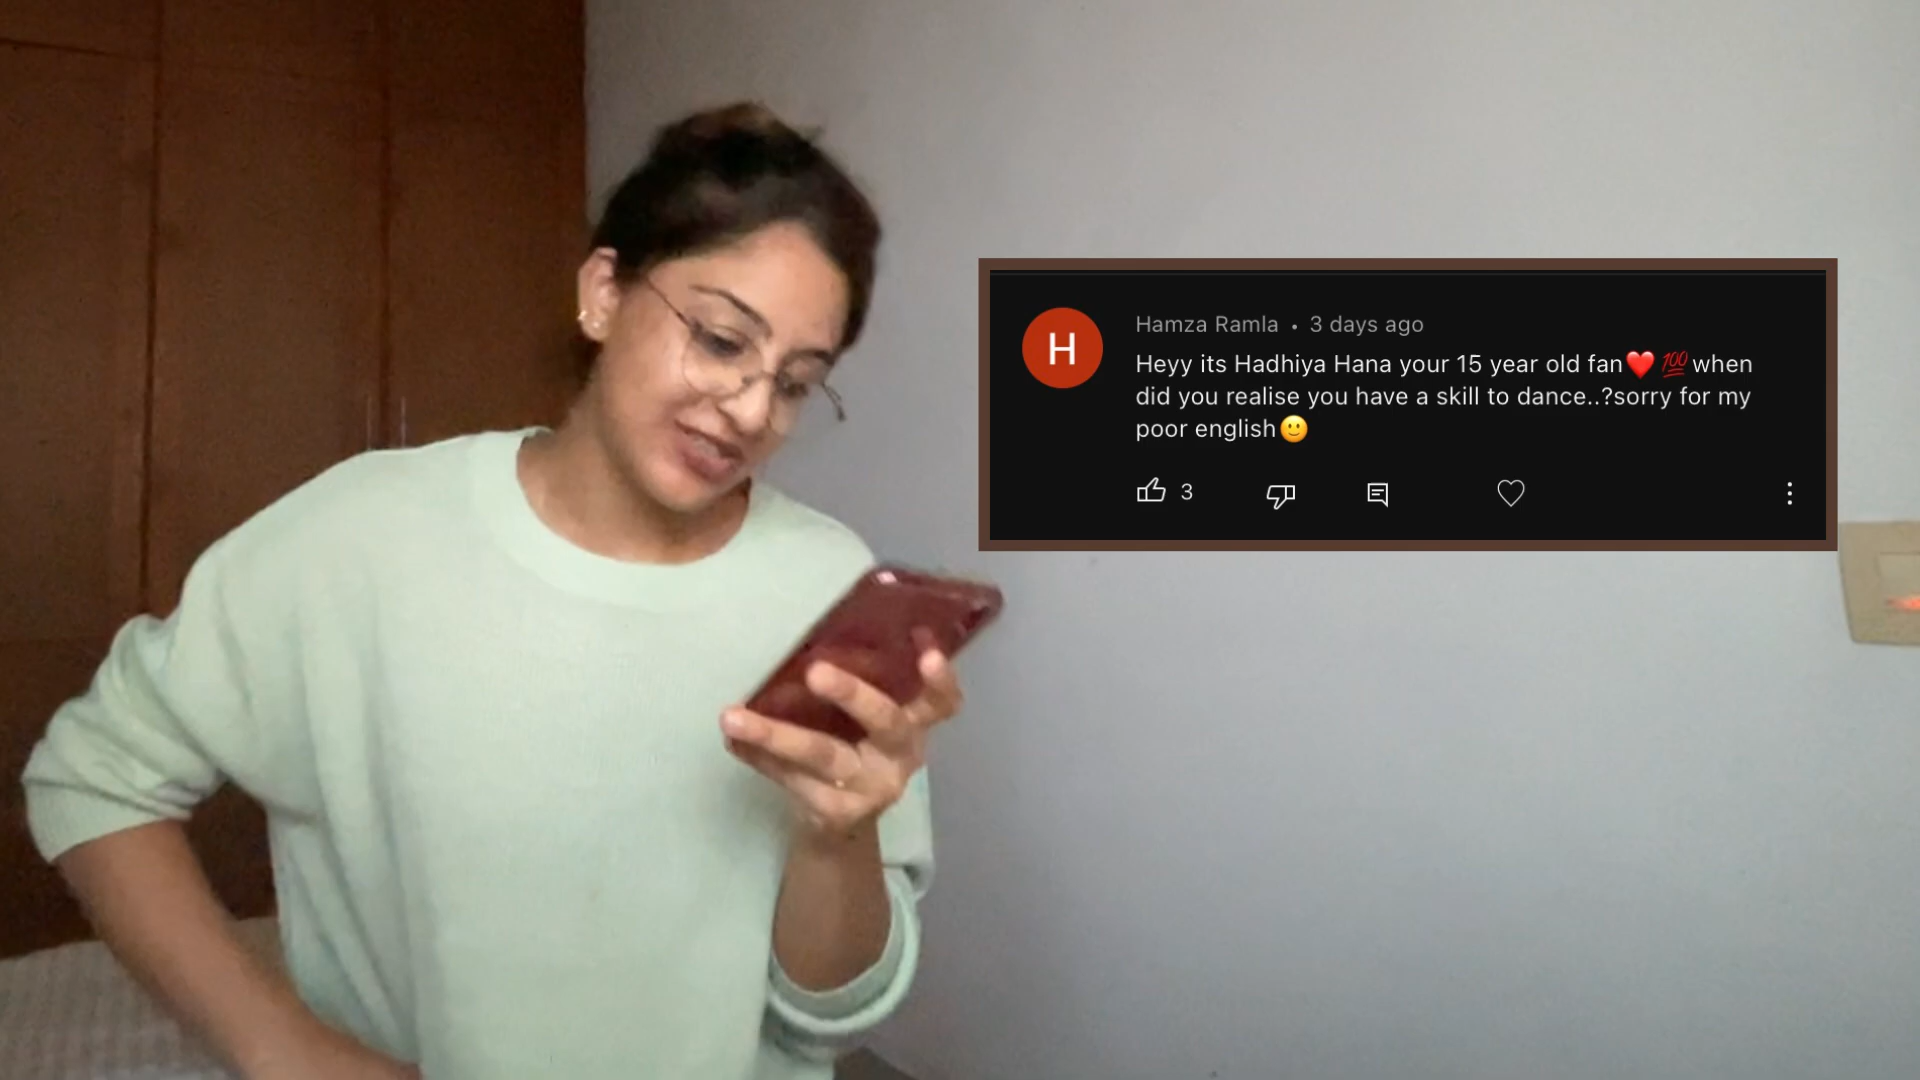 H
Hamza Ramla • 3 days ago
Heyy its Hadhiya Hana your 15 year old fan❤️ 💯when
did you realise you have a skill to dance..?sorry for my
poor english🙂
3